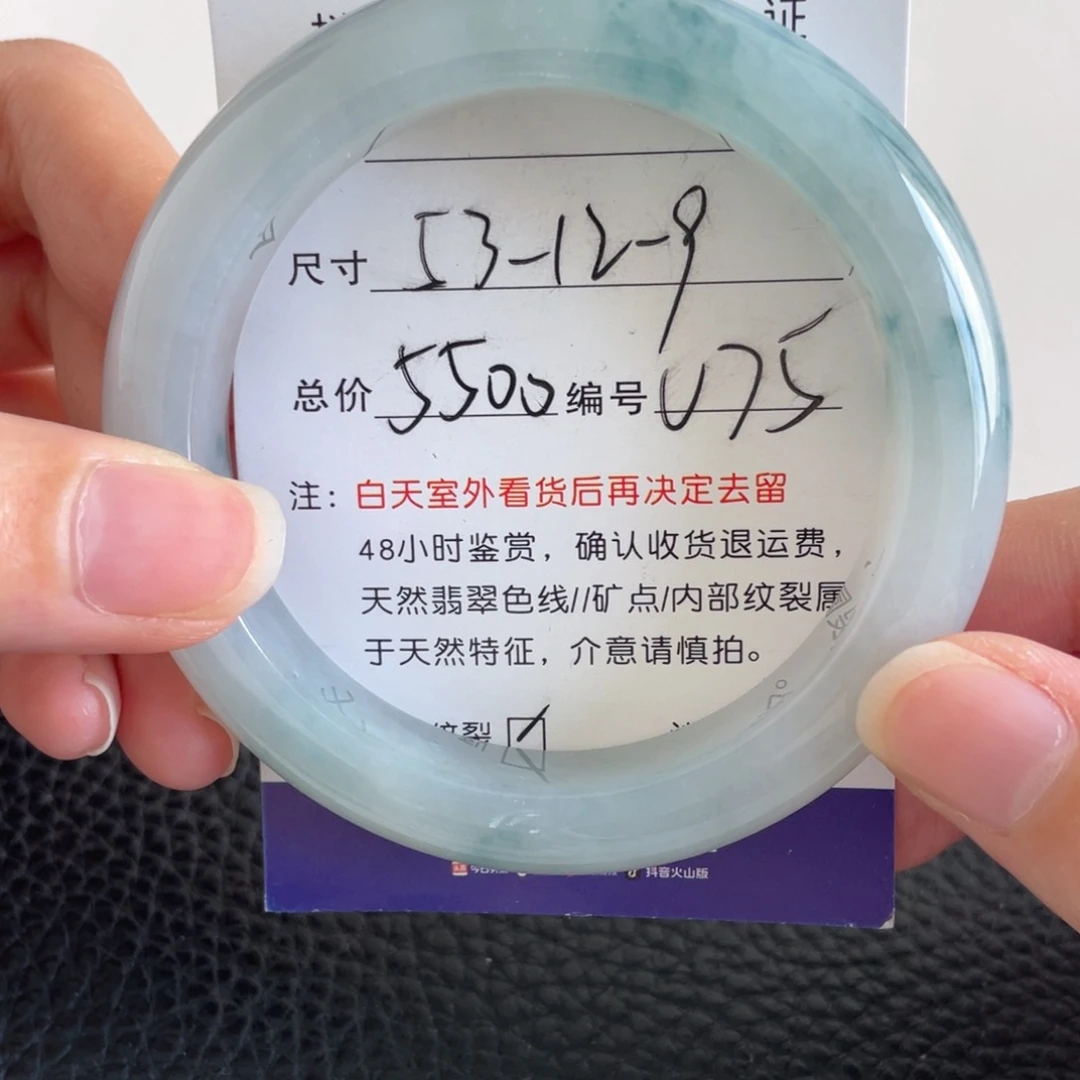 证
尺寸 53-12-9
总价 5500 编号 U75
注：白天室外看货后再决定去留
48小时鉴赏，确认收货退运费，
天然翡翠色线//矿点/内部纹裂属
于天然特征，介意请慎拍。
纹裂 ☑
抖音火山版